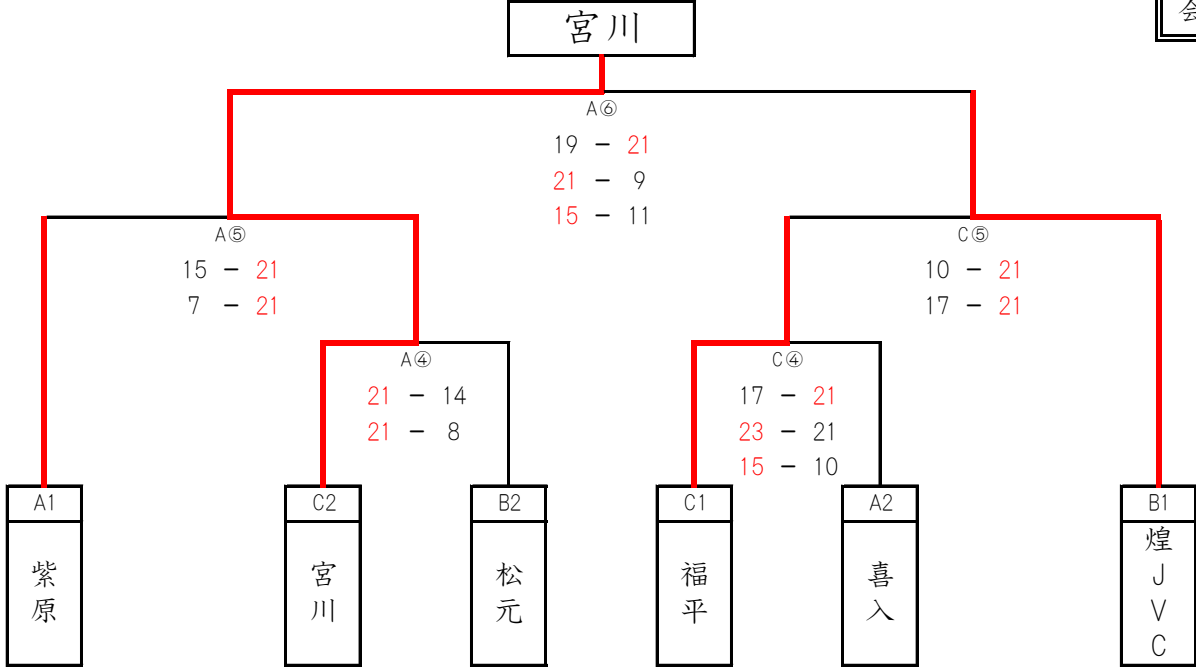 宮川
会
A⑥
19 － 21
21 － 9
15 － 11
A⑤
15 － 21
7 － 21
C⑤
10 － 21
17 － 21
A④
21 － 14
21 － 8
C④
17 － 21
23 － 21
15 － 10
A1
紫原
C2
宮川
B2
松元
C1
福平
A2
喜入
B1
煌JVC